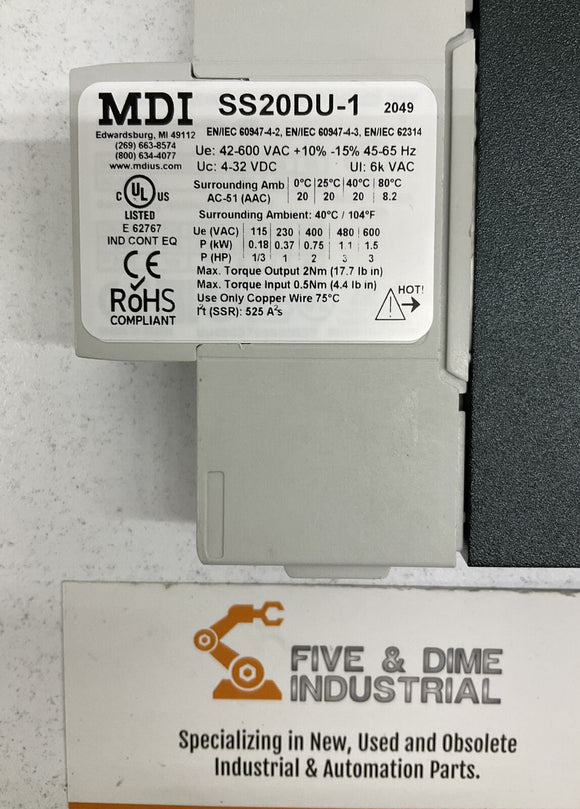 MDI SS20DU-1 2049
Edwardsburg, MI 49112
(269) 663-8574
(800) 634-4077
www.mdius.com
EN/IEC 60947-4-2, EN/IEC 60947-4-3, EN/IEC 62314
Ue: 42-600 VAC +10% -15% 45-65 Hz
Uc: 4-32 VDC UI: 6k VAC
C UL US
LISTED
E 62767
IND CONT EQ
CE
RoHS
COMPLIANT
Surrounding Amb 0°C 25°C 40°C 80°C
AC-51 (AAC) 20 20 20 8.2
Surrounding Ambient: 40°C / 104°F
Ue (VAC) 115 230 400 480 600
P (kW) 0.18 0.37 0.75 1.1 1.5
P (HP) 1/3 1 2 3 3
Max. Torque Output 2Nm (17.7 lb in)
Max. Torque Input 0.5Nm (4.4 lb in)
Use Only Copper Wire 75°C
I²t (SSR): 525 A²s
HOT!
FIVE & DIME
INDUSTRIAL
Specializing in New, Used and Obsolete
Industrial & Automation Parts.